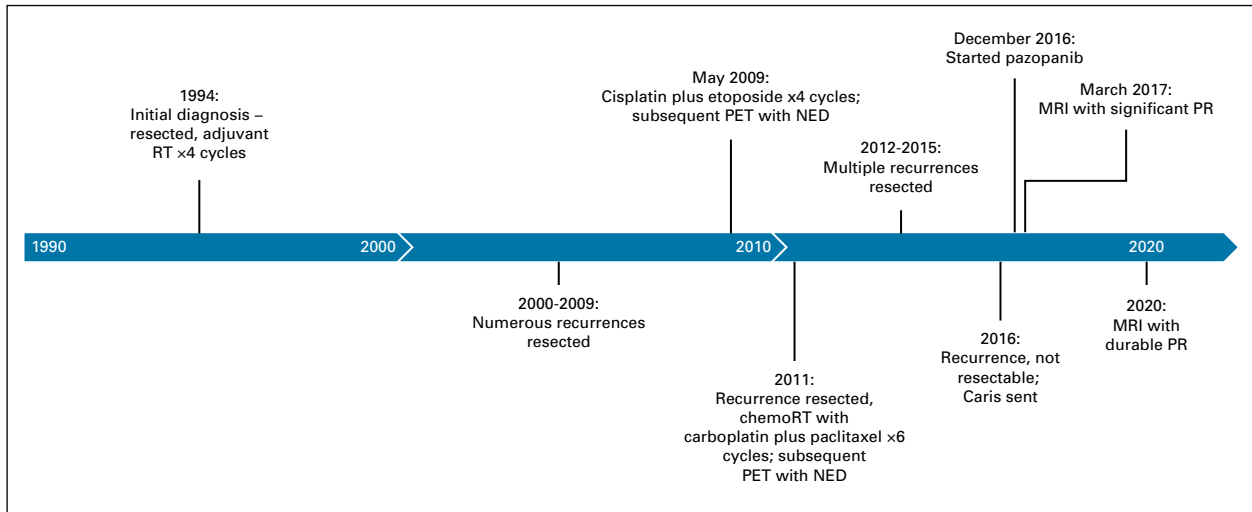 1994:
Initial diagnosis –
resected, adjuvant
RT ×4 cycles
May 2009:
Cisplatin plus etoposide x4 cycles;
subsequent PET with NED
2012-2015:
Multiple recurrences
resected
December 2016:
Started pazopanib
March 2017:
MRI with significant PR
1990
2000
2010
2020
2000-2009:
Numerous recurrences
resected
2011:
Recurrence resected,
chemoRT with
carboplatin plus paclitaxel ×6
cycles; subsequent
PET with NED
2016:
Recurrence, not
resectable;
Caris sent
2020:
MRI with
durable PR